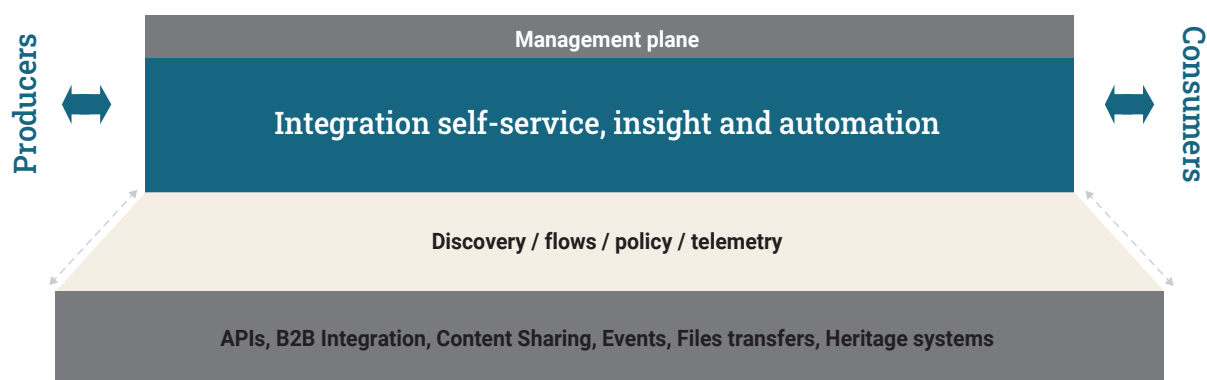 Management plane
Producers
Integration self-service, insight and automation
Consumers
Discovery / flows / policy / telemetry
APIs, B2B Integration, Content Sharing, Events, Files transfers, Heritage systems